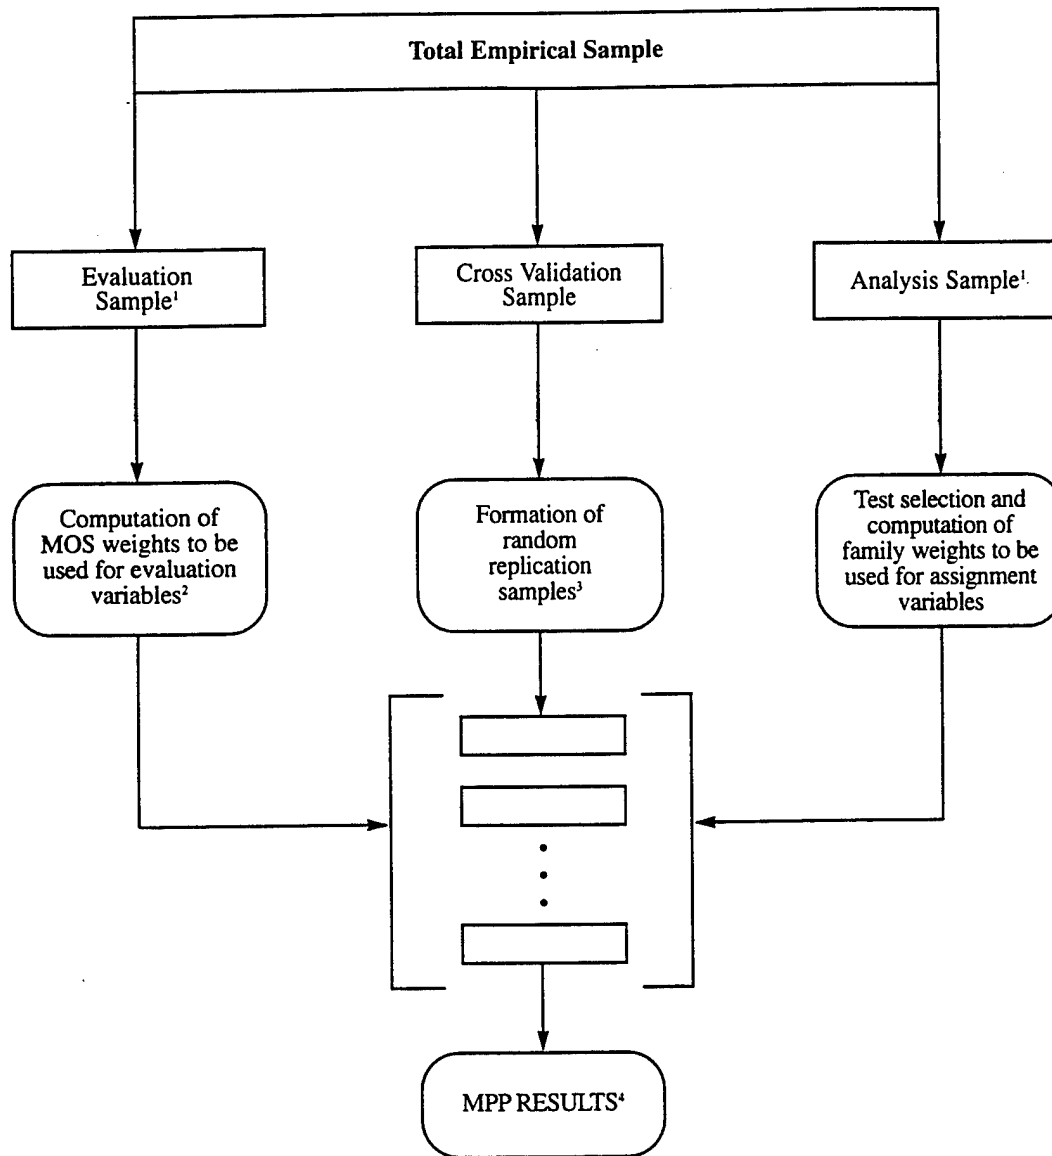 Total Empirical Sample
Evaluation
Sample¹
Cross Validation
Sample
Analysis Sample¹
Computation of
MOS weights to be
used for evaluation
variables²
Formation of
random
replication
samples³
Test selection and
computation of
family weights to be
used for assignment
variables
MPP RESULTS⁴